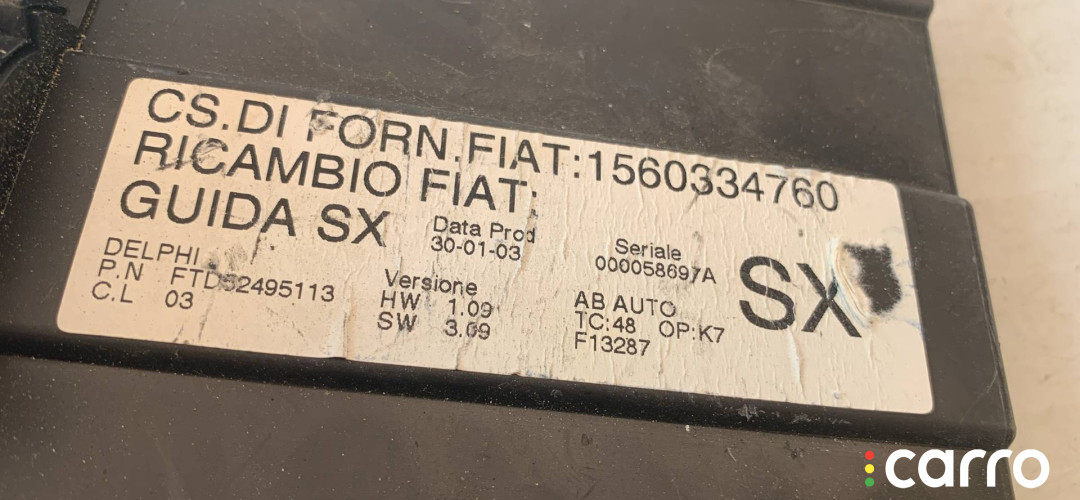 CS.DI FORN.FIAT:1560334760
RICAMBIO FIAT:
GUIDA SX
Data Prod
30-01-03
Seriale
000058697A
SX
DELPHI
P.N FTD52495113
C.L 03
Versione
HW 1.09
SW 3.09
AB AUTO
TC:48 OP:K7
F13287
carro